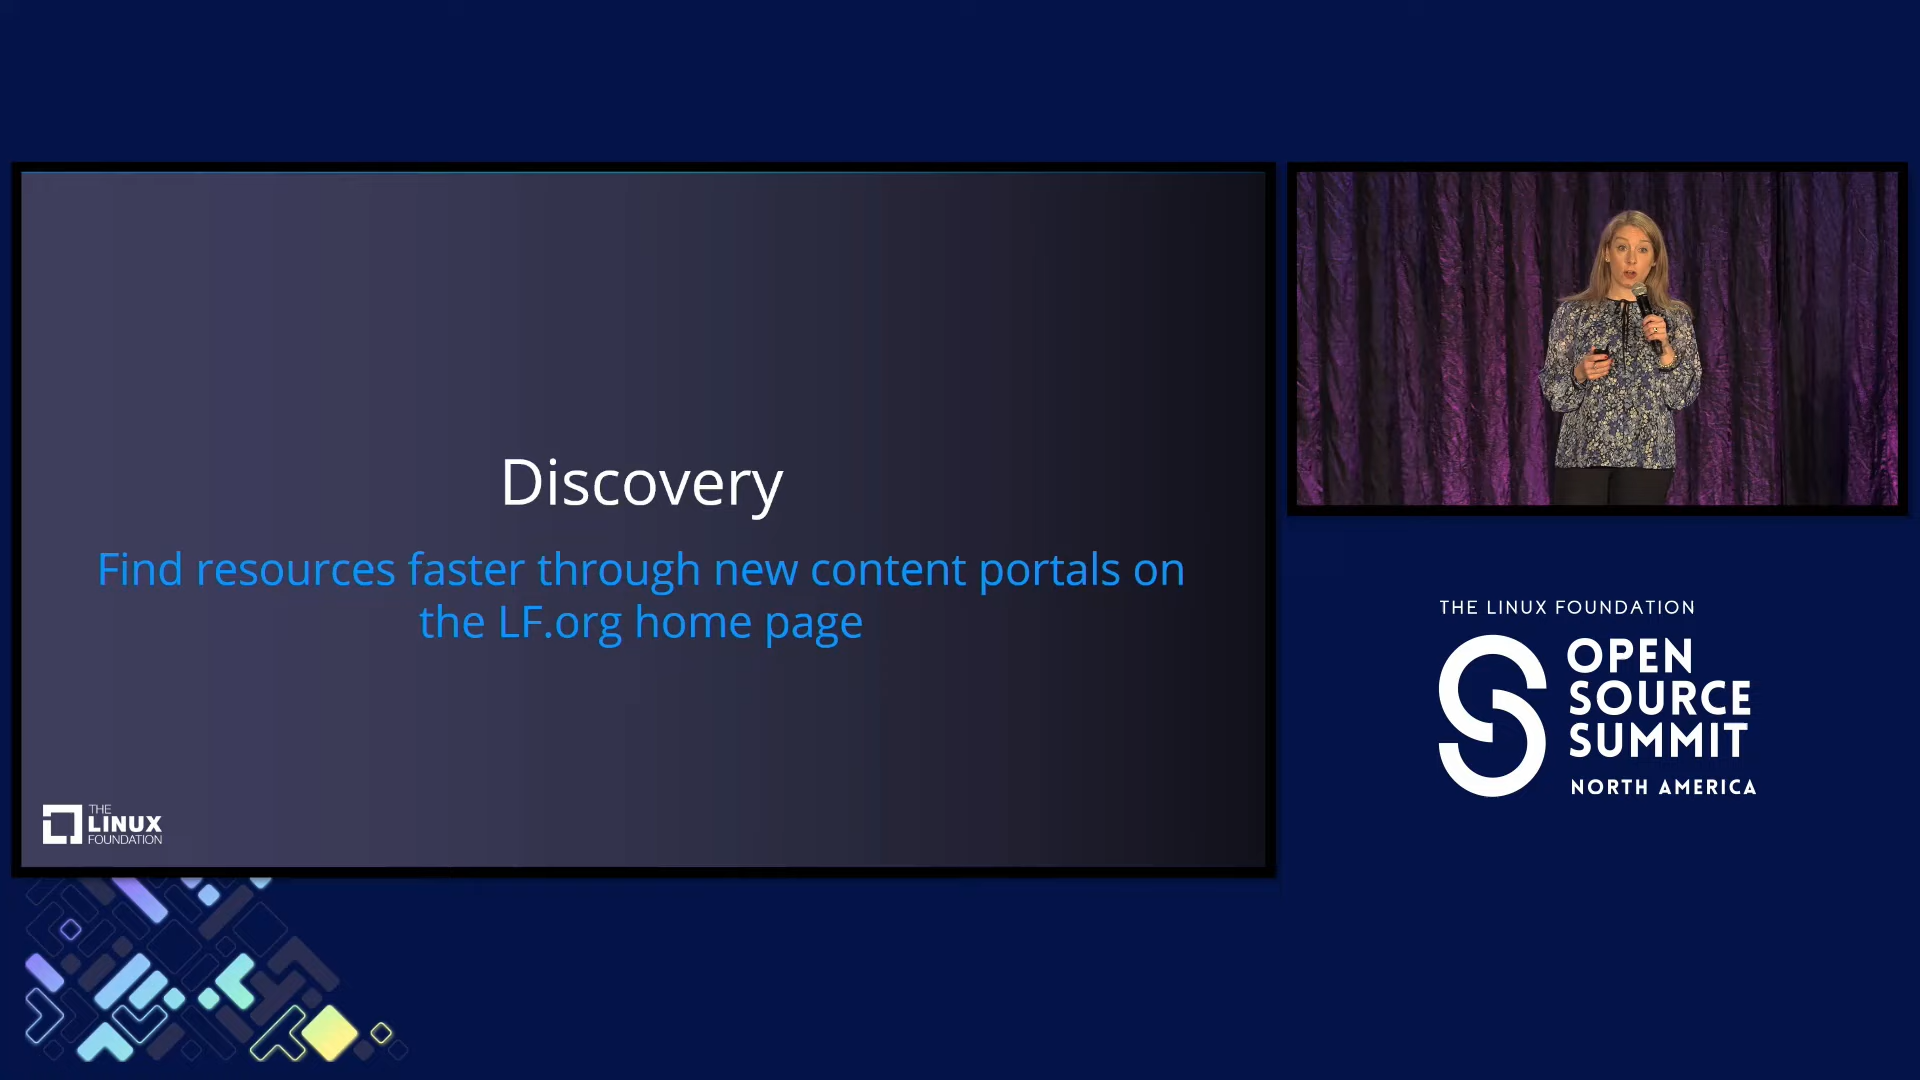 Discovery
Find resources faster through new content portals on
the LF.org home page
THE
LINUX
FOUNDATION
THE LINUX FOUNDATION
OPEN
SOURCE
SUMMIT
NORTH AMERICA